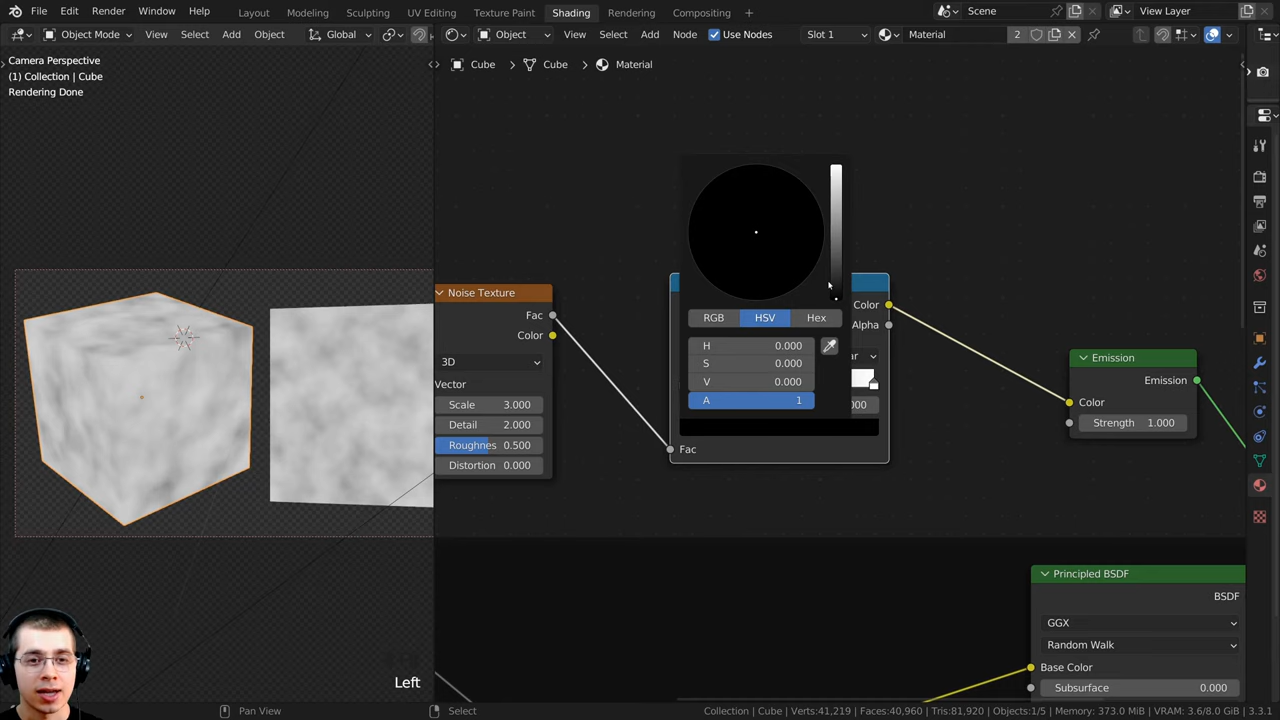 File Edit Render Window Help Layout Modeling Sculpting UV Editing Texture Paint Shading Rendering Compositing Scene View Layer
Object Mode View Select Add Object Global Object View Select Add Node Use Nodes Slot 1 Material 2
Camera Perspective
(1) Collection | Cube
Rendering Done
Cube > Cube > Material
Noise Texture
Fac
Color
3D
Vector
Scale 3.000
Detail 2.000
Roughnes 0.500
Distortion 0.000
RGB HSV Hex
H 0.000
S 0.000
V 0.000
A 1
Color
Alpha
ar
000
Fac
Emission
Emission
Color
Strength 1.000
Principled BSDF
BSDF
GGX
Random Walk
Base Color
Subsurface 0.000
Left
Pan View Select Collection | Cube | Verts:41,219 | Faces:40,960 | Tris:81,920 | Objects:1/5 | Memory: 373.0 MiB | VRAM: 3.6/8.0 GiB | 3.3.1